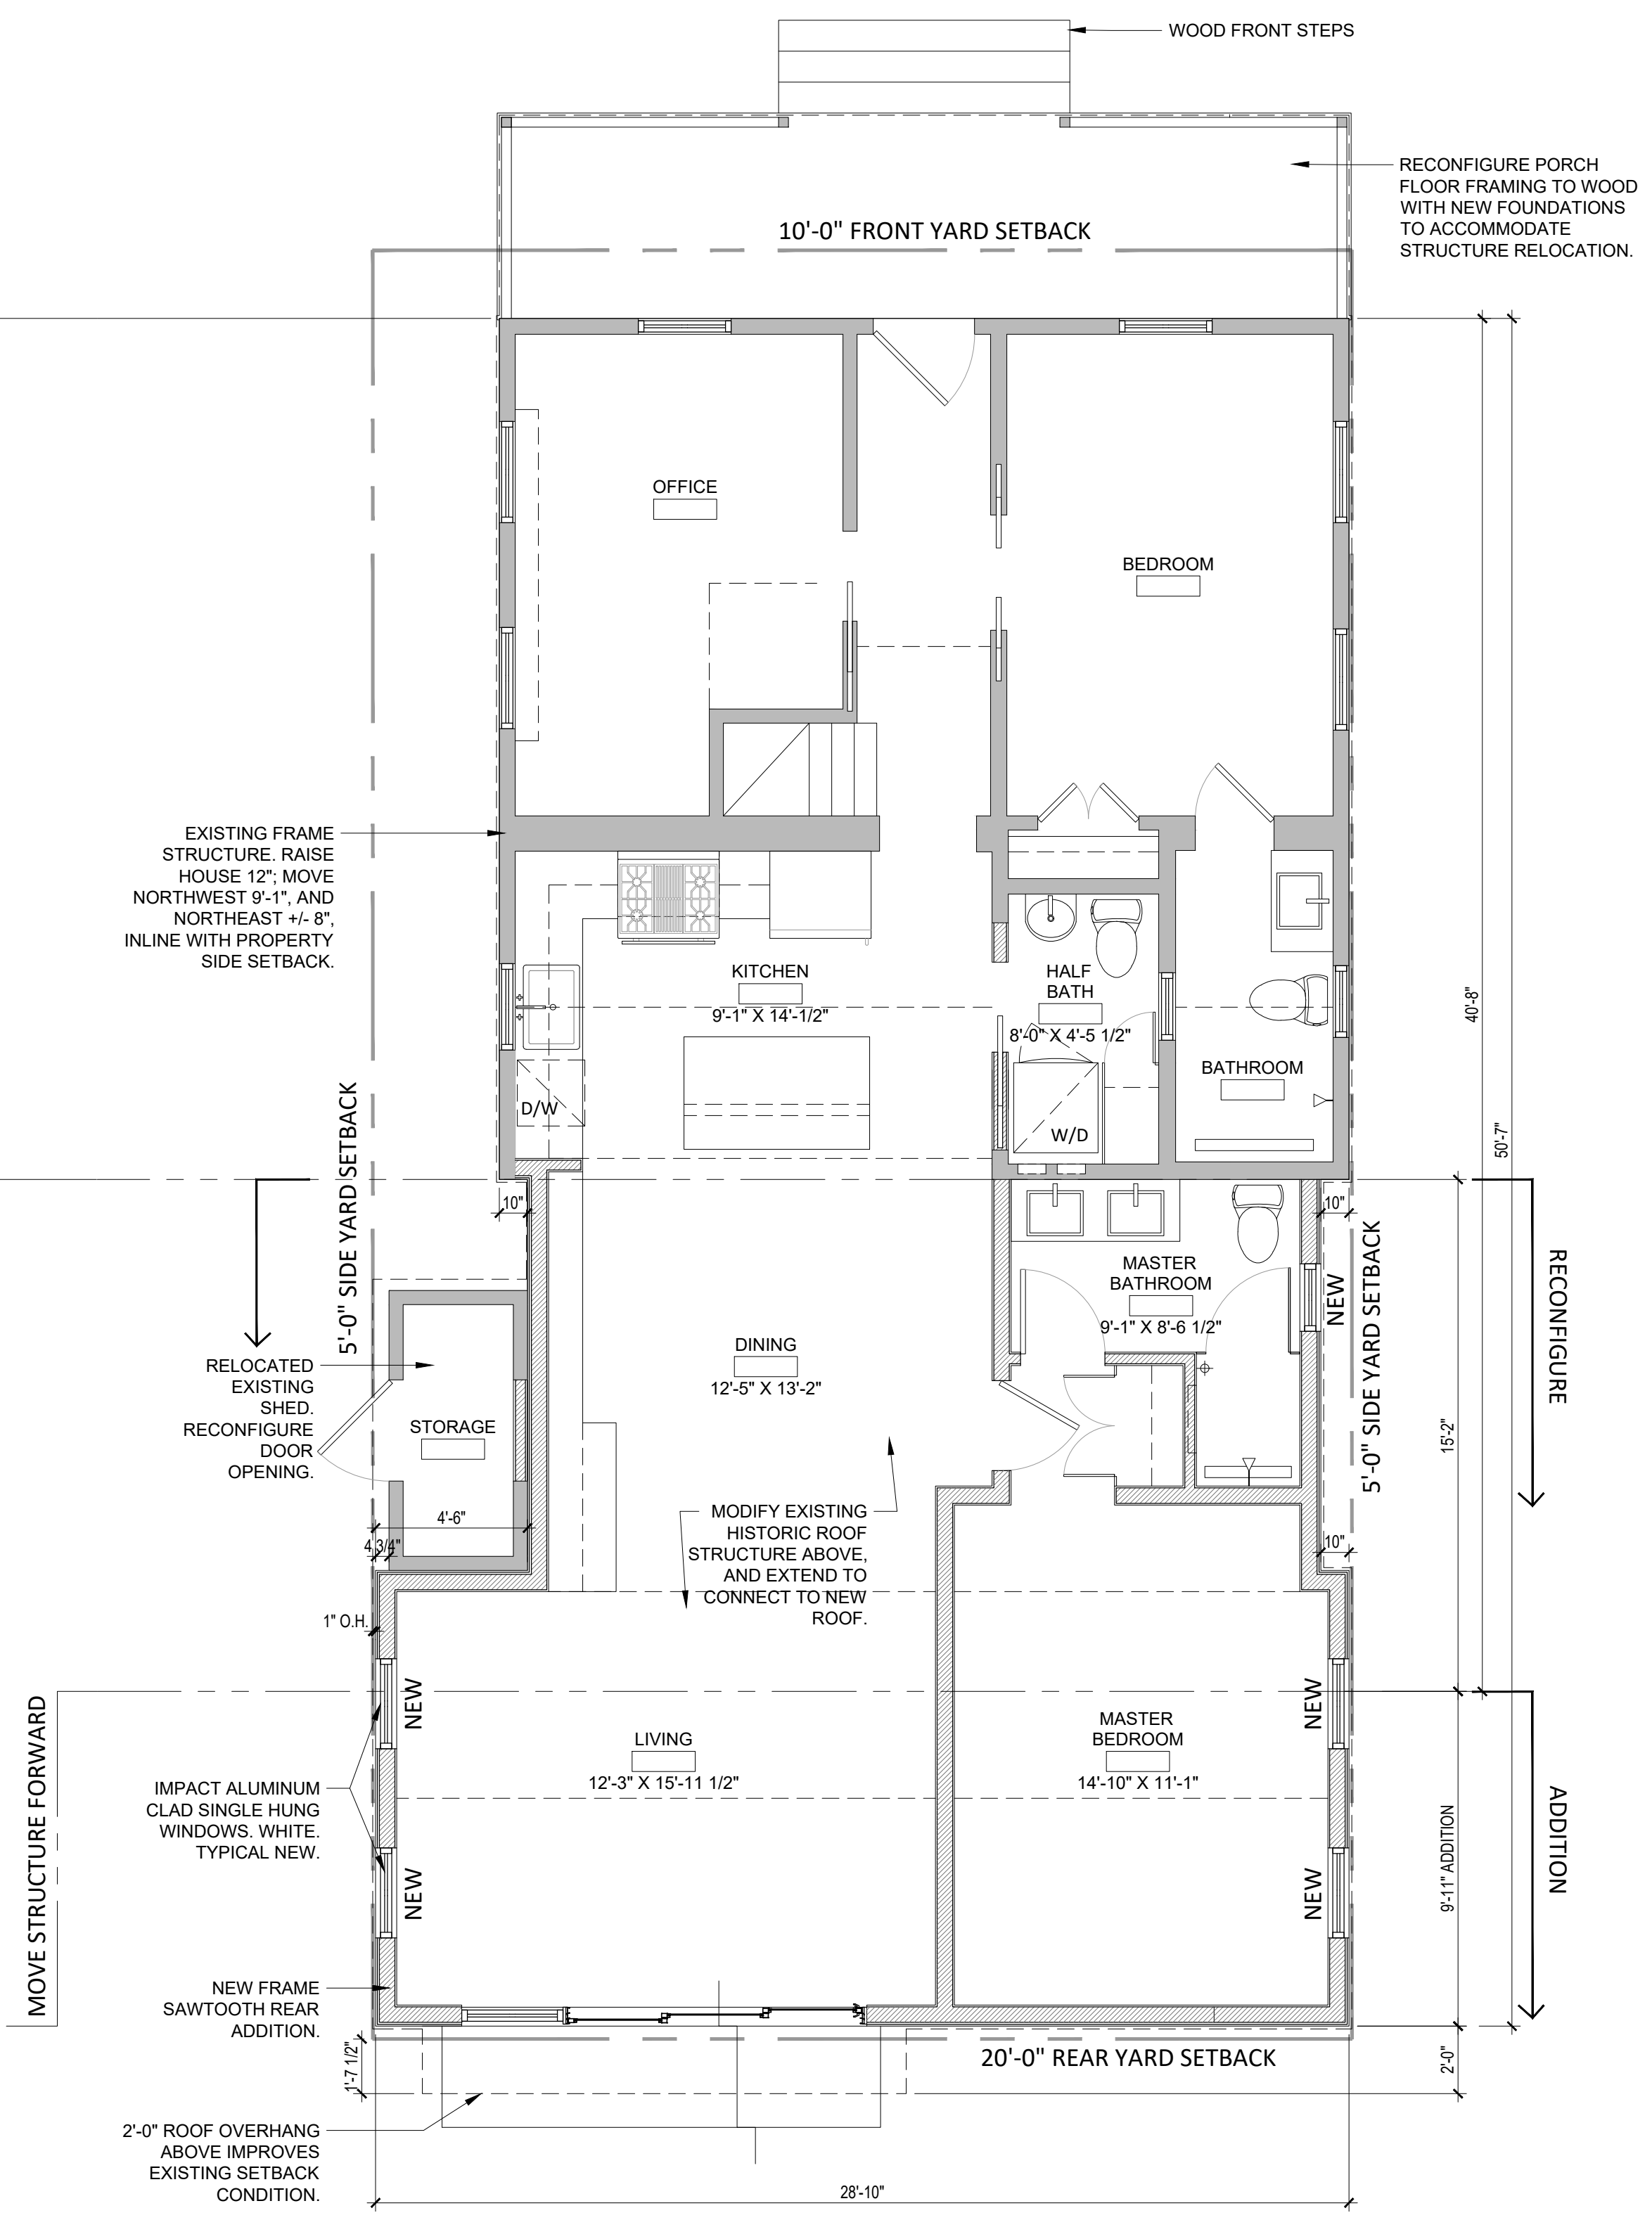 WOOD FRONT STEPS
RECONFIGURE PORCH
FLOOR FRAMING TO WOOD
WITH NEW FOUNDATIONS
TO ACCOMMODATE
STRUCTURE RELOCATION.
10'-0" FRONT YARD SETBACK
OFFICE
BEDROOM
EXISTING FRAME
STRUCTURE. RAISE
HOUSE 12"; MOVE
NORTHWEST 9'-1", AND
NORTHEAST +/- 8",
INLINE WITH PROPERTY
SIDE SETBACK.
KITCHEN
9'-1" X 14'-1/2"
HALF
BATH
8'-0" X 4'-5 1/2"
BATHROOM
D/W
W/D
40'-8"
50'-7"
5'-0" SIDE YARD SETBACK
10"
10"
MASTER
BATHROOM
9'-1" X 8'-6 1/2"
NEW
5'-0" SIDE YARD SETBACK
RECONFIGURE
DINING
12'-5" X 13'-2"
RELOCATED
EXISTING
SHED.
RECONFIGURE
DOOR
OPENING.
STORAGE
15'-2"
4'-6"
4 3/4"
10"
MODIFY EXISTING
HISTORIC ROOF
STRUCTURE ABOVE,
AND EXTEND TO
CONNECT TO NEW
ROOF.
1" O.H.
MOVE STRUCTURE FORWARD
NEW
NEW
LIVING
12'-3" X 15'-11 1/2"
MASTER
BEDROOM
14'-10" X 11'-1"
IMPACT ALUMINUM
CLAD SINGLE HUNG
WINDOWS. WHITE.
TYPICAL NEW.
NEW
NEW
9'-11" ADDITION
ADDITION
NEW FRAME
SAWTOOTH REAR
ADDITION.
20'-0" REAR YARD SETBACK
1'-7 1/2"
2'-0"
2'-0" ROOF OVERHANG
ABOVE IMPROVES
EXISTING SETBACK
CONDITION.
28'-10"